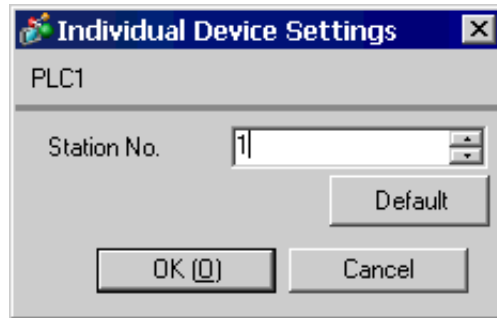 Individual Device Settings
PLC1
Station No. 1
Default
OK (O) Cancel